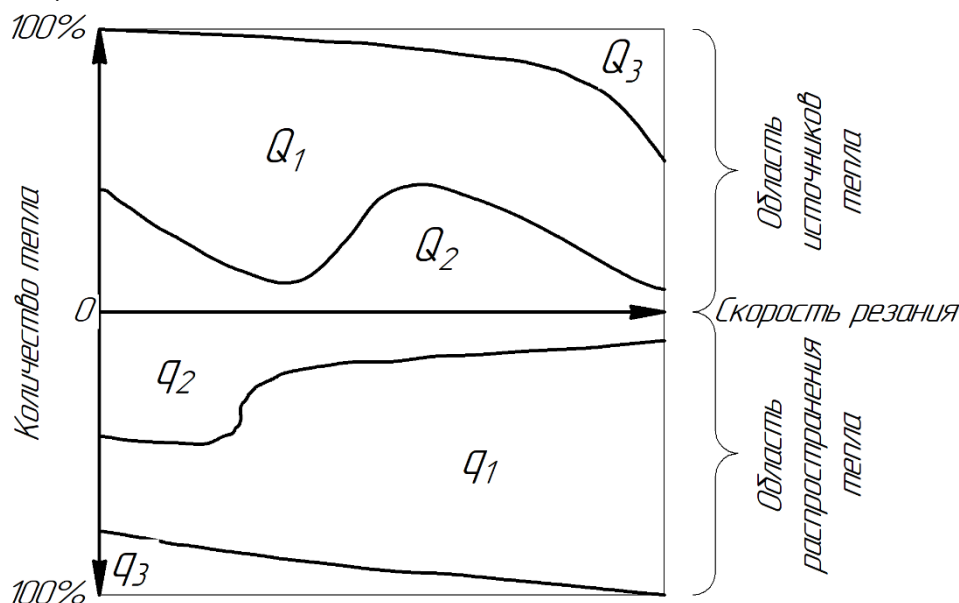 100%
Q3
Q1
Q2
Количество тепла
0
Скорость резания
Область
источников
тепла
q2
q1
q3
100%
Область
распространения
тепла